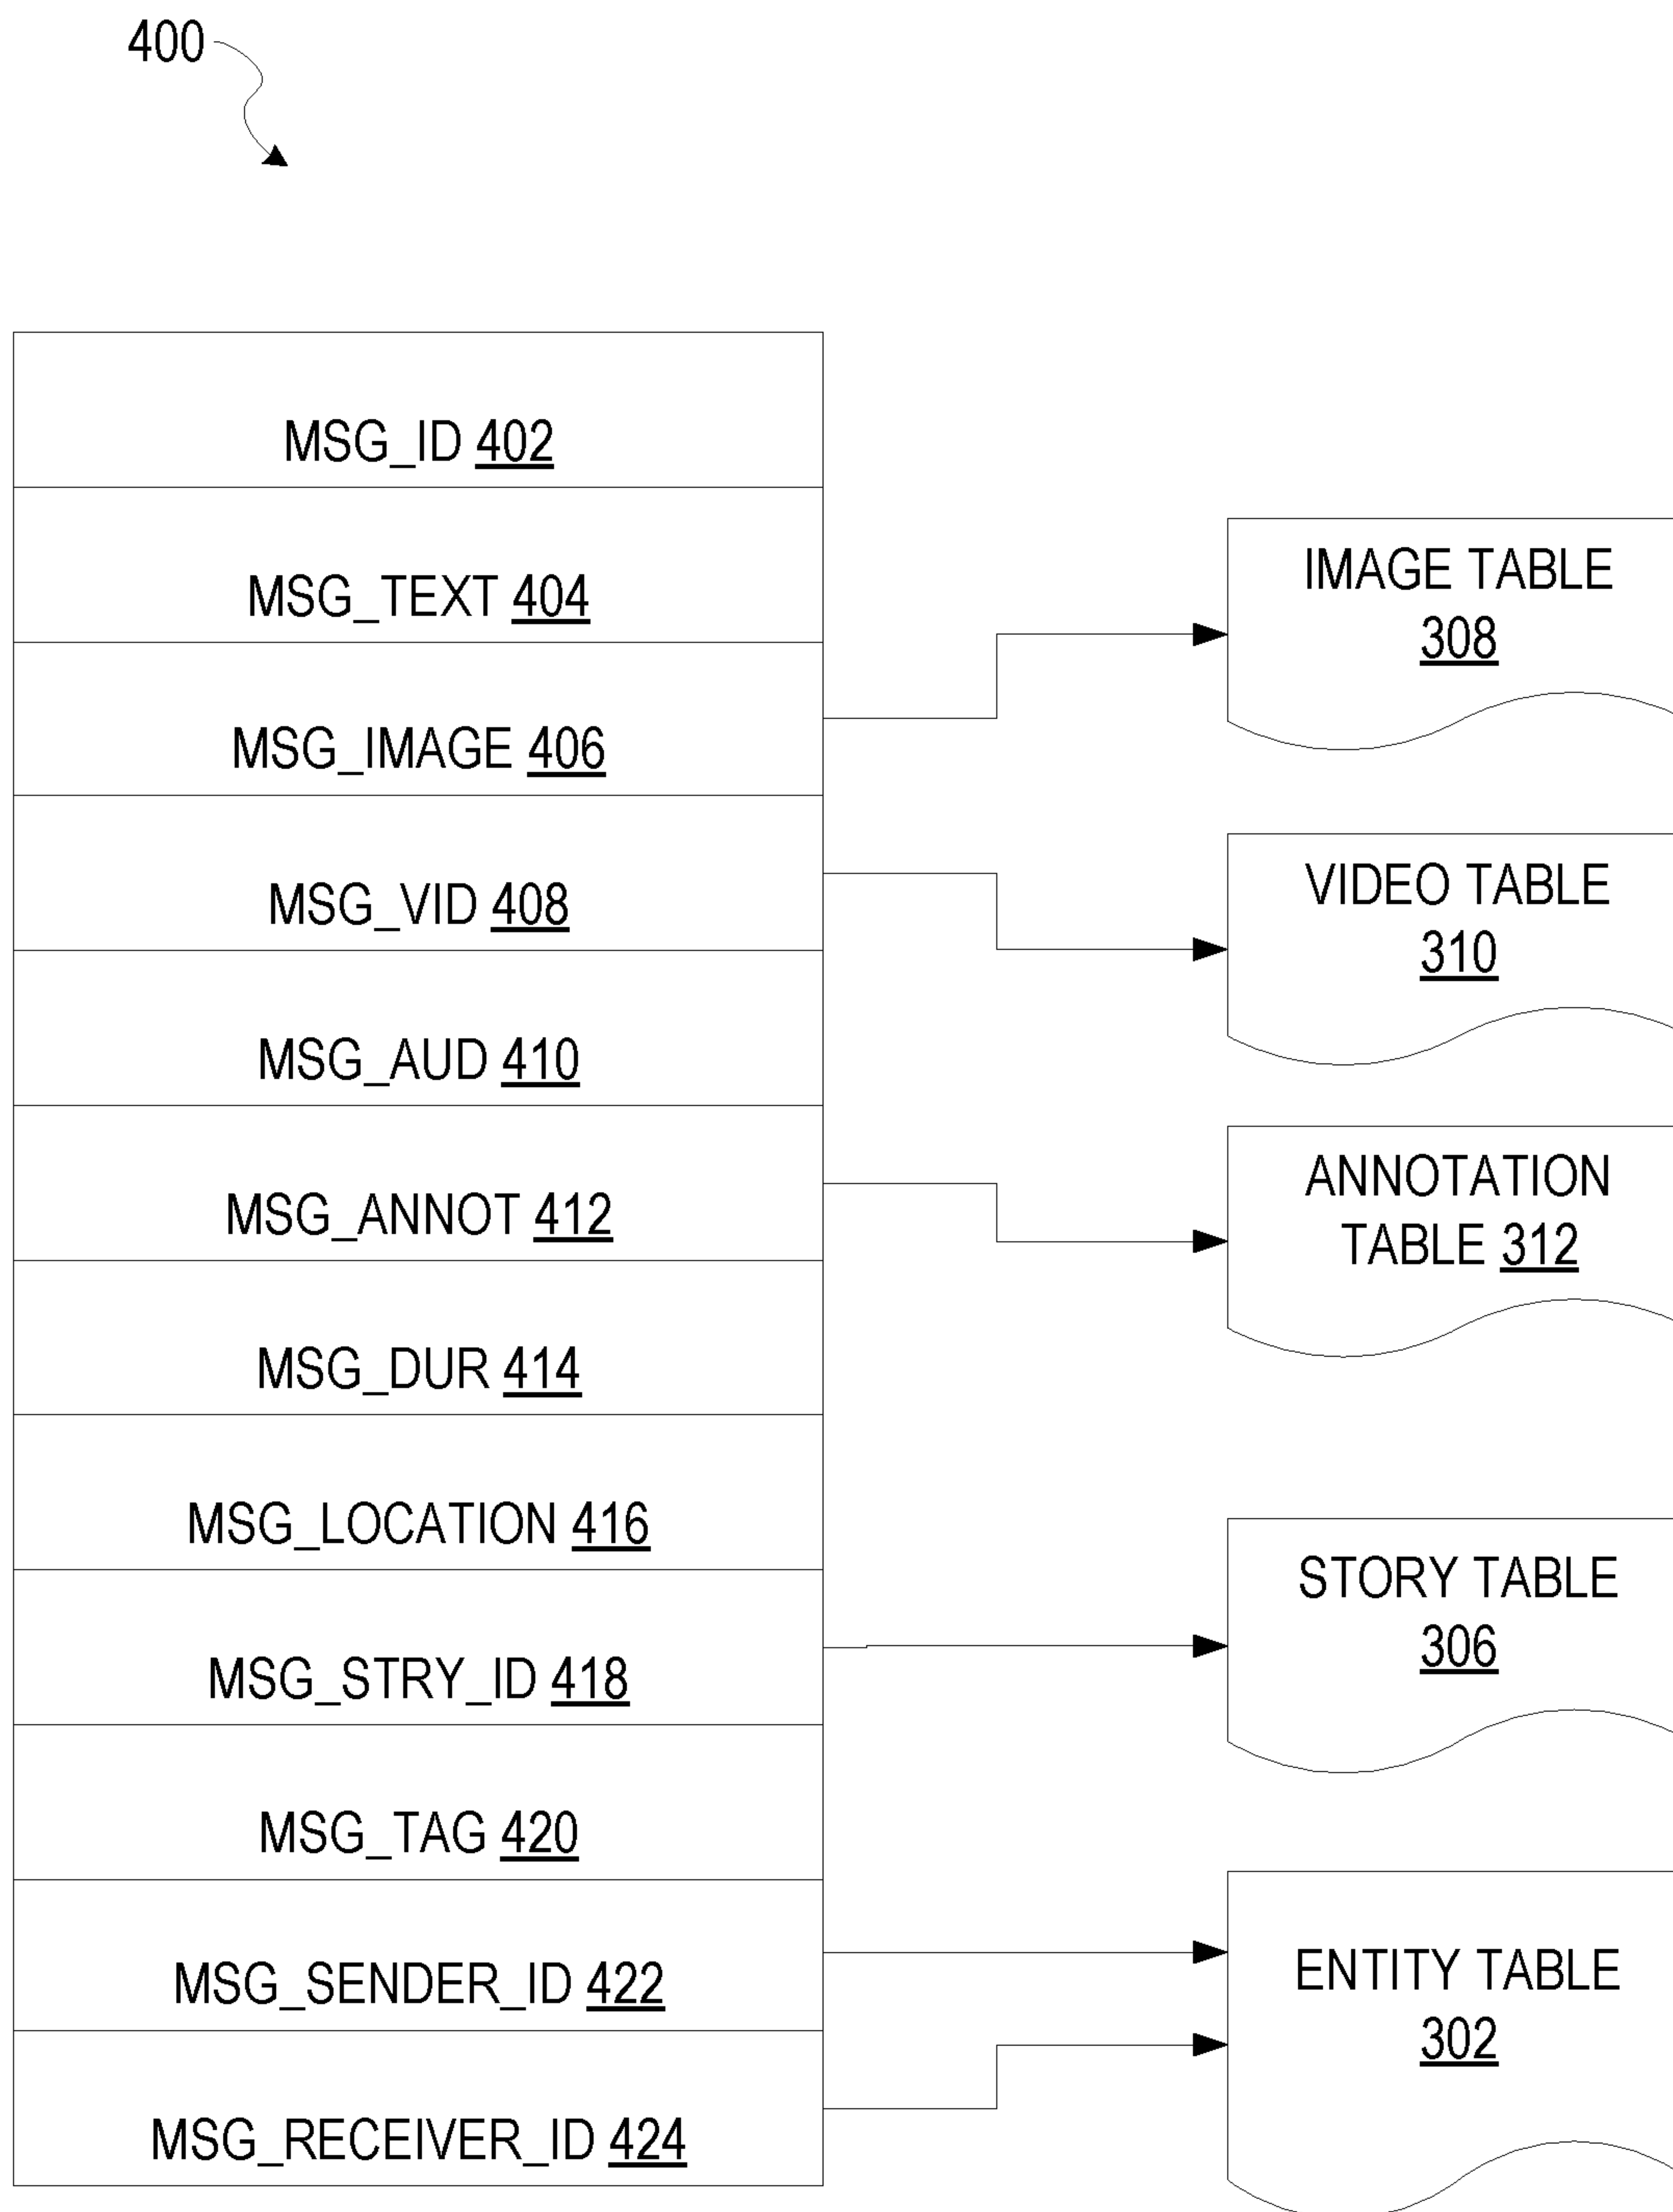 400
MSG_ID 402
MSG_TEXT 404
MSG_IMAGE 406
MSG_VID 408
MSG_AUD 410
MSG_ANNOT 412
MSG_DUR 414
MSG_LOCATION 416
MSG_STRY_ID 418
MSG_TAG 420
MSG_SENDER_ID 422
MSG_RECEIVER_ID 424
IMAGE TABLE
308
VIDEO TABLE
310
ANNOTATION
TABLE 312
STORY TABLE
306
ENTITY TABLE
302